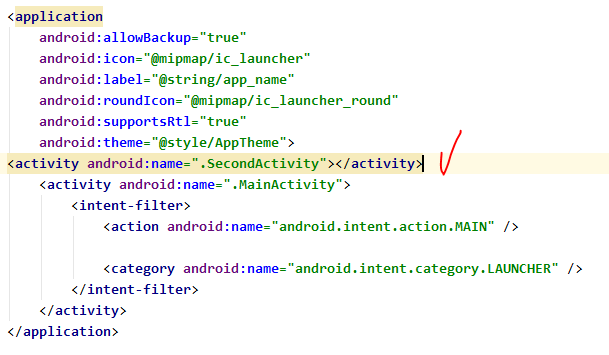 <application
android:allowBackup="true"
android:icon="@mipmap/ic_launcher"
android:label="@string/app_name"
android:roundIcon="@mipmap/ic_launcher_round"
android:supportsRtl="true"
android:theme="@style/AppTheme">
<activity android:name=".SecondActivity"></activity>
<activity android:name=".MainActivity">
<intent-filter>
<action android:name="android.intent.action.MAIN" />
<category android:name="android.intent.category.LAUNCHER" />
</intent-filter>
</activity>
</application>